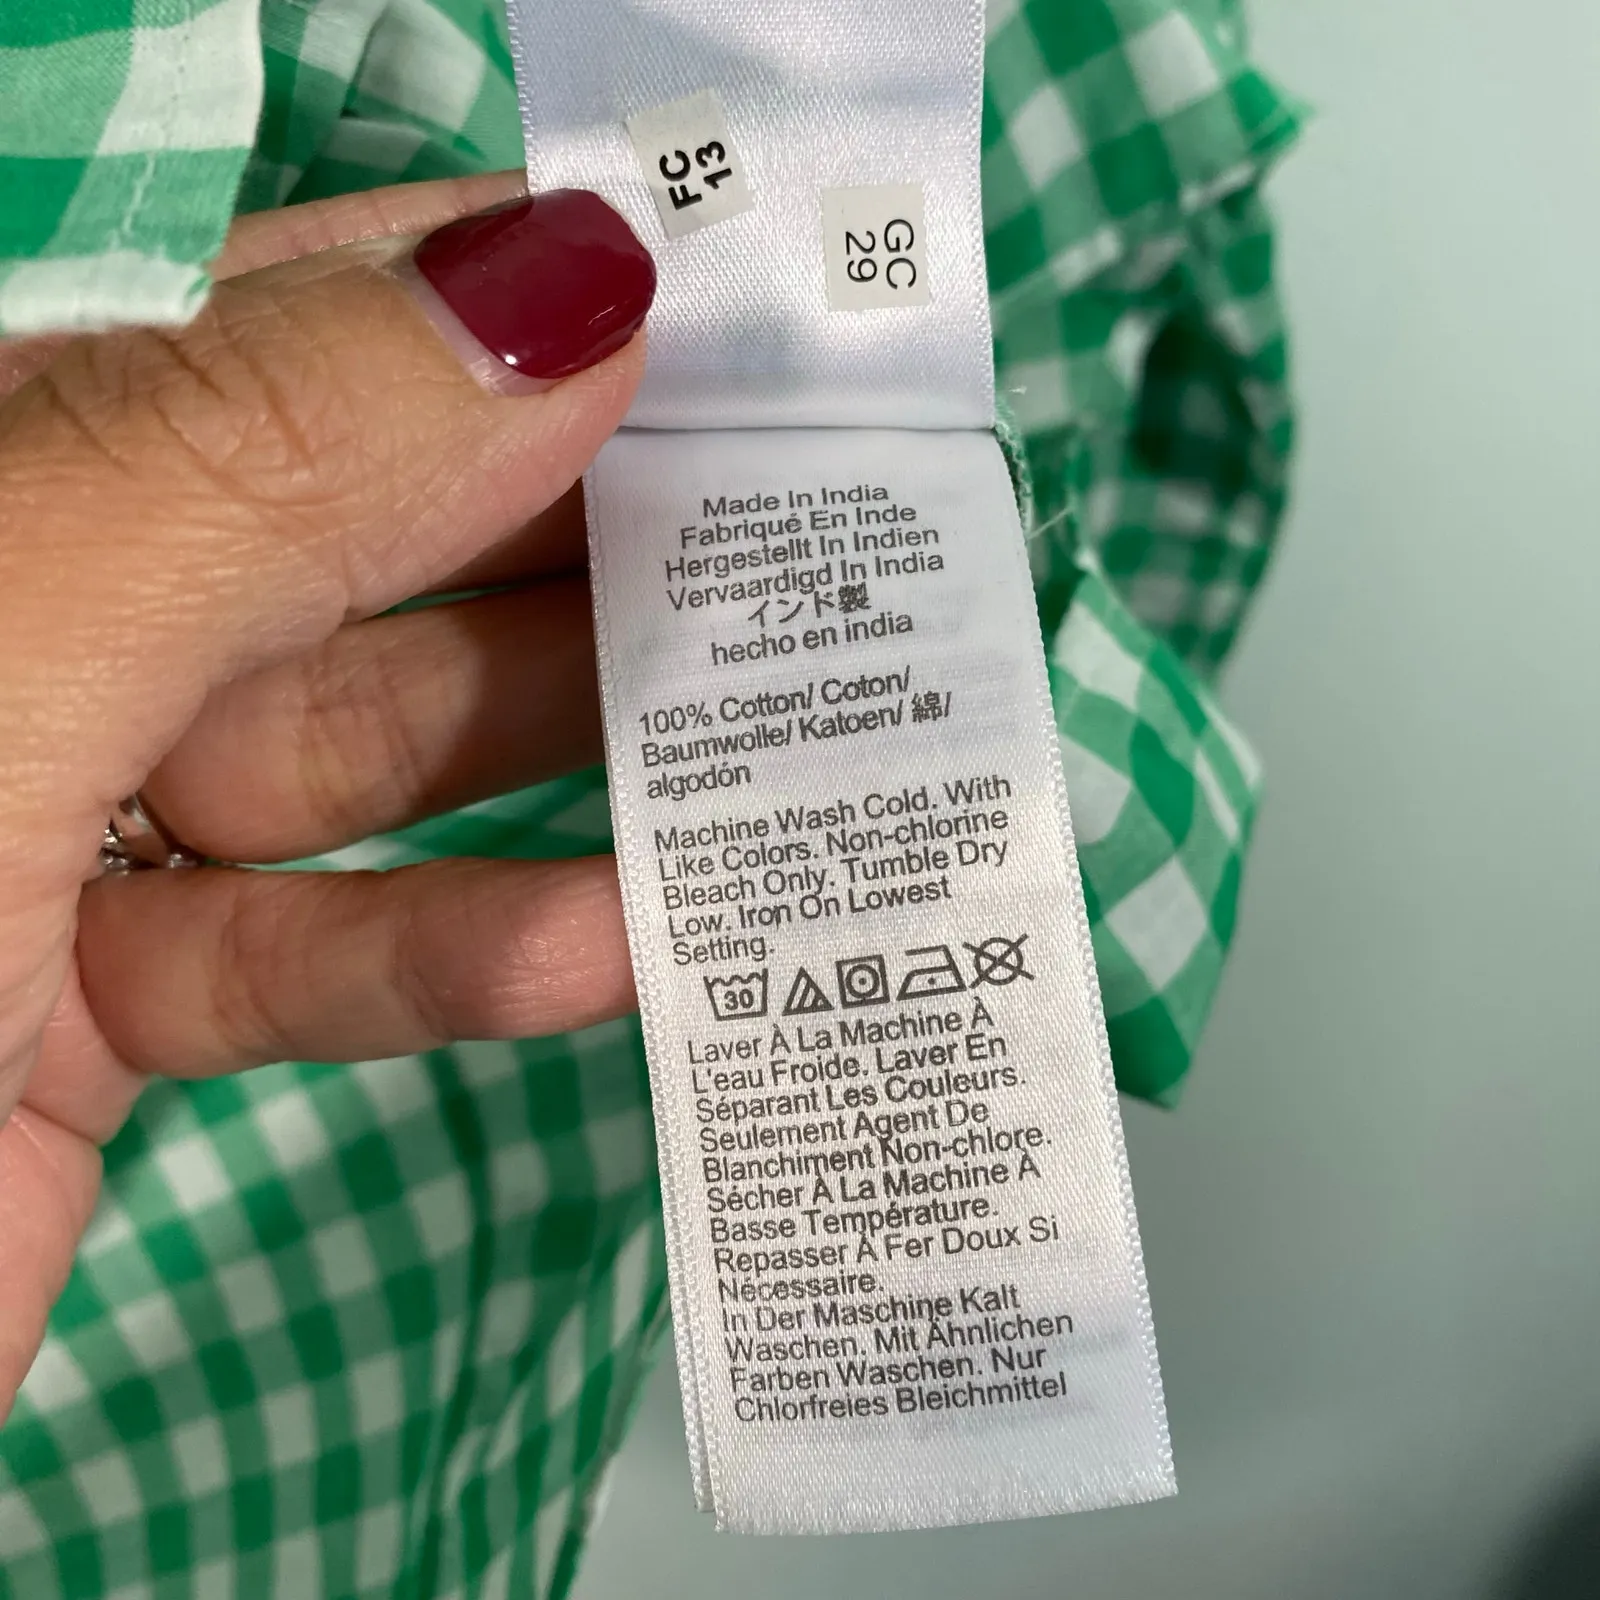 FC
13
GC
29
Made In India
Fabriqué En Inde
Hergestellt In Indien
Vervaardigd In India
インド製
hecho en india
100% Cotton/ Coton/
Baumwolle/ Katoen/ 綿/
algodón
Machine Wash Cold. With
Like Colors. Non-chlorine
Bleach Only. Tumble Dry
Low. Iron On Lowest
Setting.
30
Laver À La Machine À
L'eau Froide. Laver En
Séparant Les Couleurs.
Seulement Agent De
Blanchiment Non-chlore.
Sécher À La Machine À
Basse Température.
Repasser À Fer Doux Si
Nécessaire.
In Der Maschine Kalt
Waschen. Mit Ähnlichen
Farben Waschen. Nur
Chlorfreies Bleichmittel